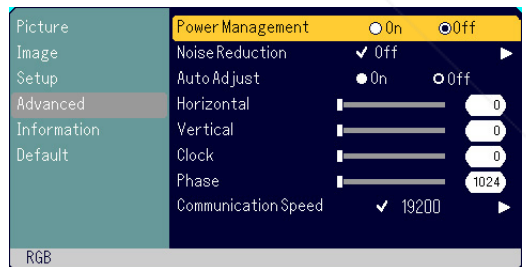 Picture
Image
Setup
Advanced
Information
Default
Power Management On Off
Noise Reduction Off
Auto Adjust On Off
Horizontal 0
Vertical 0
Clock 0
Phase 1024
Communication Speed 19200
RGB